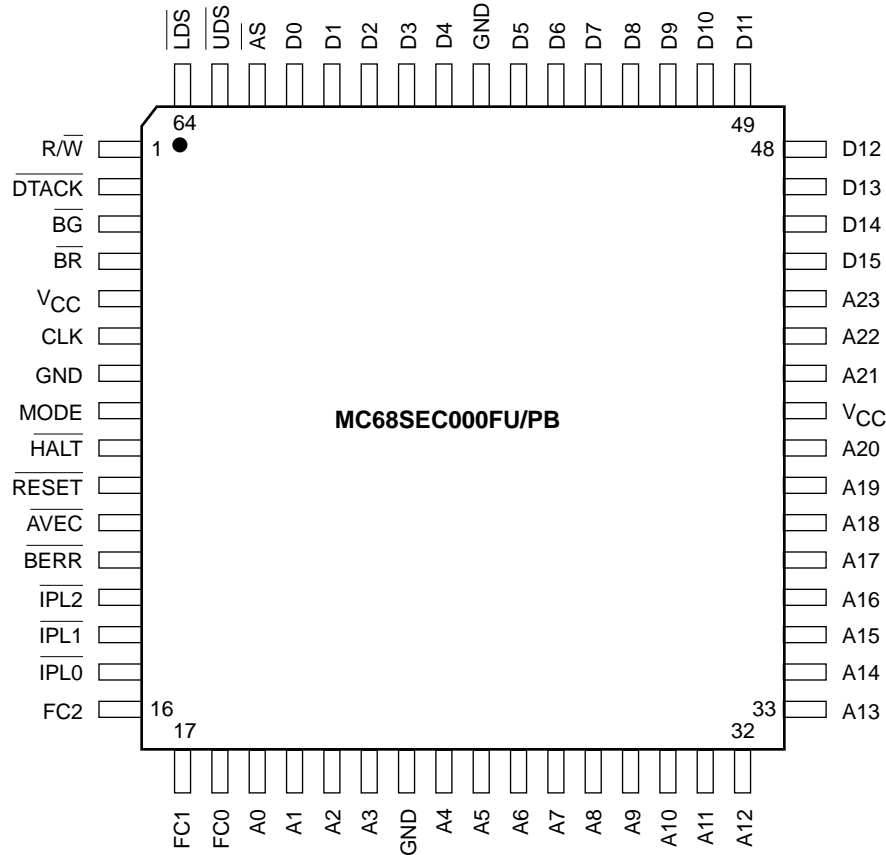 LDS
UDS
AS
D0
D1
D2
D3
D4
GND
D5
D6
D7
D8
D9
D10
D11
64
49
R/W
1
48
D12
DTACK
D13
BG
D14
BR
D15
VCC
A23
CLK
A22
GND
A21
MODE
VCC
MC68SEC000FU/PB
HALT
A20
RESET
A19
AVEC
A18
BERR
A17
IPL2
A16
IPL1
A15
IPL0
A14
FC2
16
33
A13
17
32
FC1
FC0
A0
A1
A2
A3
GND
A4
A5
A6
A7
A8
A9
A10
A11
A12